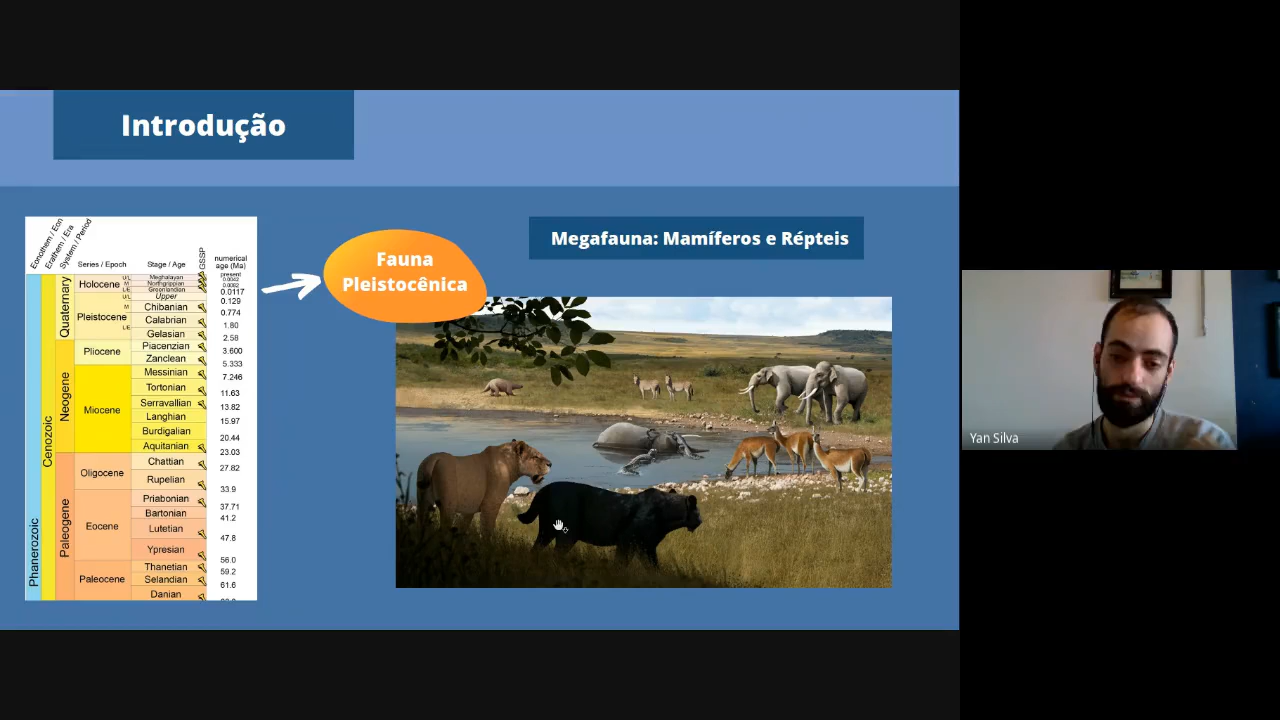 Introdução
Megafauna: Mamíferos e Répteis
Fauna
Pleistocênica
Eonothem / Eon
Erathem / Era
System / Period
Series / Epoch
Stage / Age
GSSP
numerical
age (Ma)
Phanerozoic
Cenozoic
Quaternary
Neogene
Paleogene
Holocene
Pleistocene
Pliocene
Miocene
Oligocene
Eocene
Paleocene
U/L
M
L/E
U/L
M
L/E
Meghalayan
Northgrippian
Greenlandian
Upper
Chibanian
Calabrian
Gelasian
Piacenzian
Zanclean
Messinian
Tortonian
Serravallian
Langhian
Burdigalian
Aquitanian
Chattian
Rupelian
Priabonian
Bartonian
Lutetian
Ypresian
Thanetian
Selandian
Danian
present
0.0042
0.0082
0.0117
0.129
0.774
1.80
2.58
3.600
5.333
7.246
11.63
13.82
15.97
20.44
23.03
27.82
33.9
37.71
41.2
47.8
56.0
59.2
61.6
Yan Silva